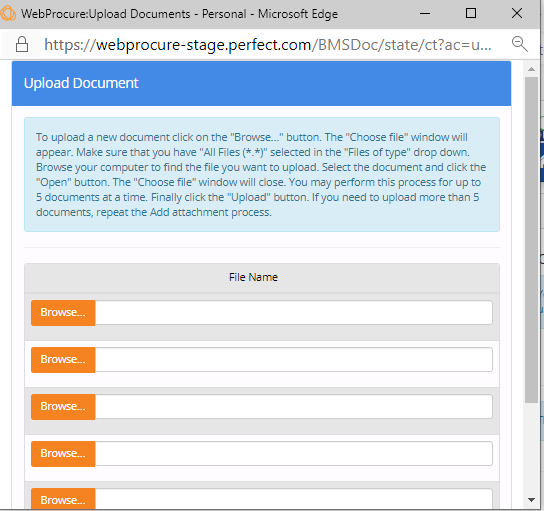 WebProcure:Upload Documents - Personal - Microsoft Edge
https://webprocure-stage.perfect.com/BMSDoc/state/ct?ac=u...
Upload Document
To upload a new document click on the "Browse..." button. The "Choose file" window will
appear. Make sure that you have "All Files (*.*)" selected in the "Files of type" drop down.
Browse your computer to find the file you want to upload. Select the document and click the
"Open" button. The "Choose file" window will close. You may perform this process for up to
5 documents at a time. Finally click the "Upload" button. If you need to upload more than 5
documents, repeat the Add attachment process.
File Name
Browse...
Browse...
Browse...
Browse...
Browse...